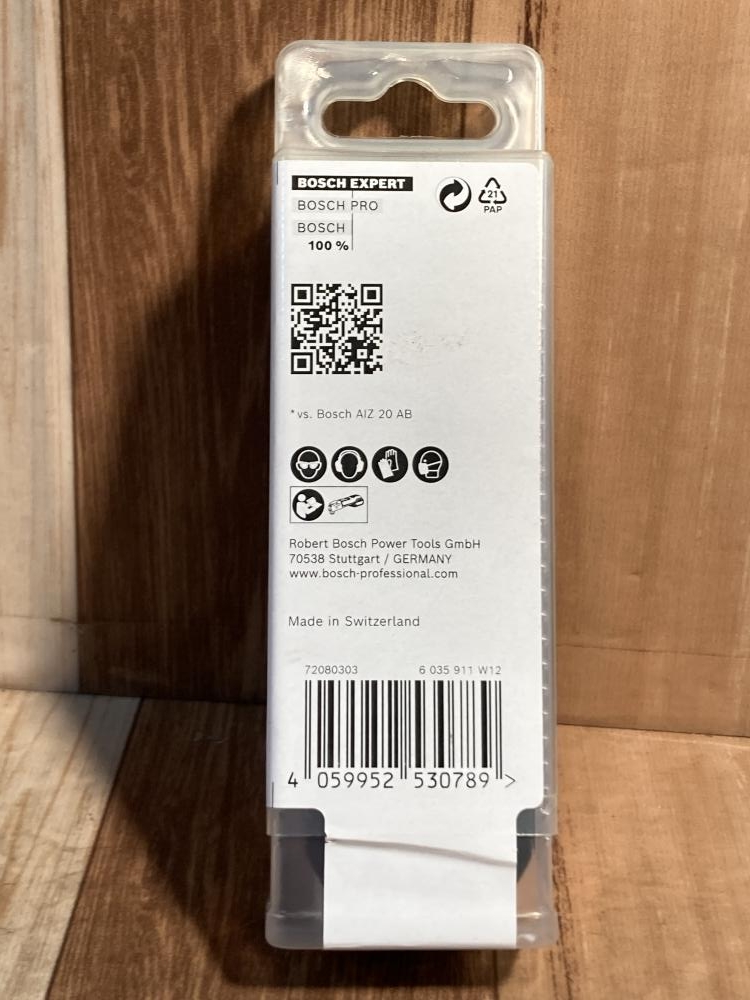 BOSCH EXPERT
BOSCH PRO
BOSCH
100 %
21
PAP
* vs. Bosch AIZ 20 AB
Robert Bosch Power Tools GmbH
70538 Stuttgart / GERMANY
www.bosch-professional.com
Made in Switzerland
72080303 6 035 911 W12
4 059952 530789 >